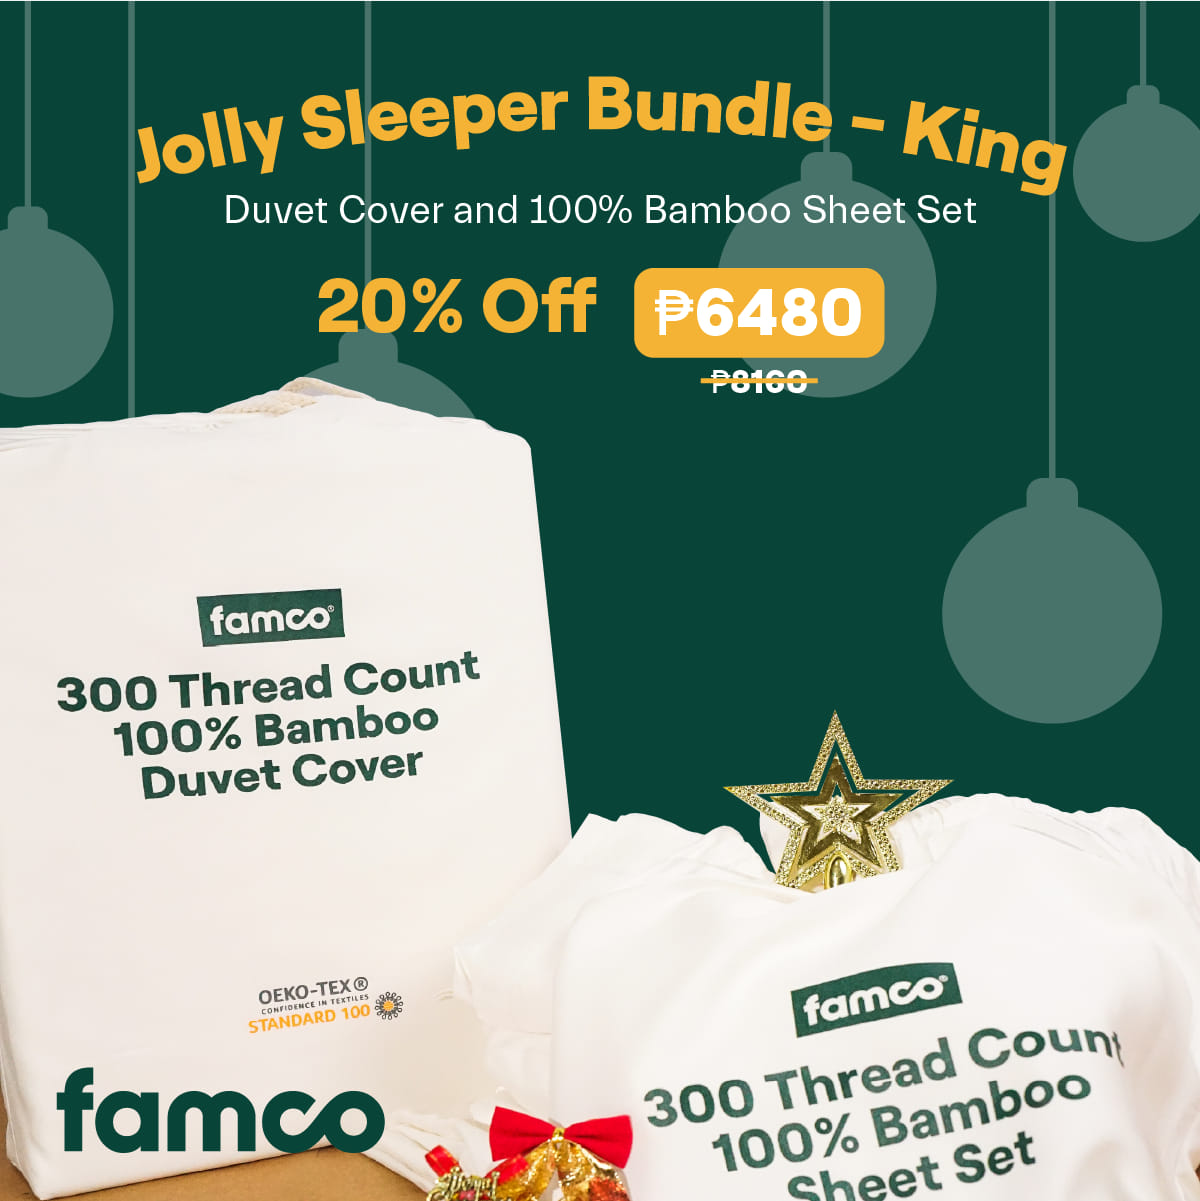 Jolly Sleeper Bundle – King
Duvet Cover and 100% Bamboo Sheet Set
20% Off
₱6480
₱8160
famco®
300 Thread Count
100% Bamboo
Duvet Cover
OEKO-TEX®
CONFIDENCE IN TEXTILES
STANDARD 100
famco
famco®
300 Thread Count
100% Bamboo
Sheet Set